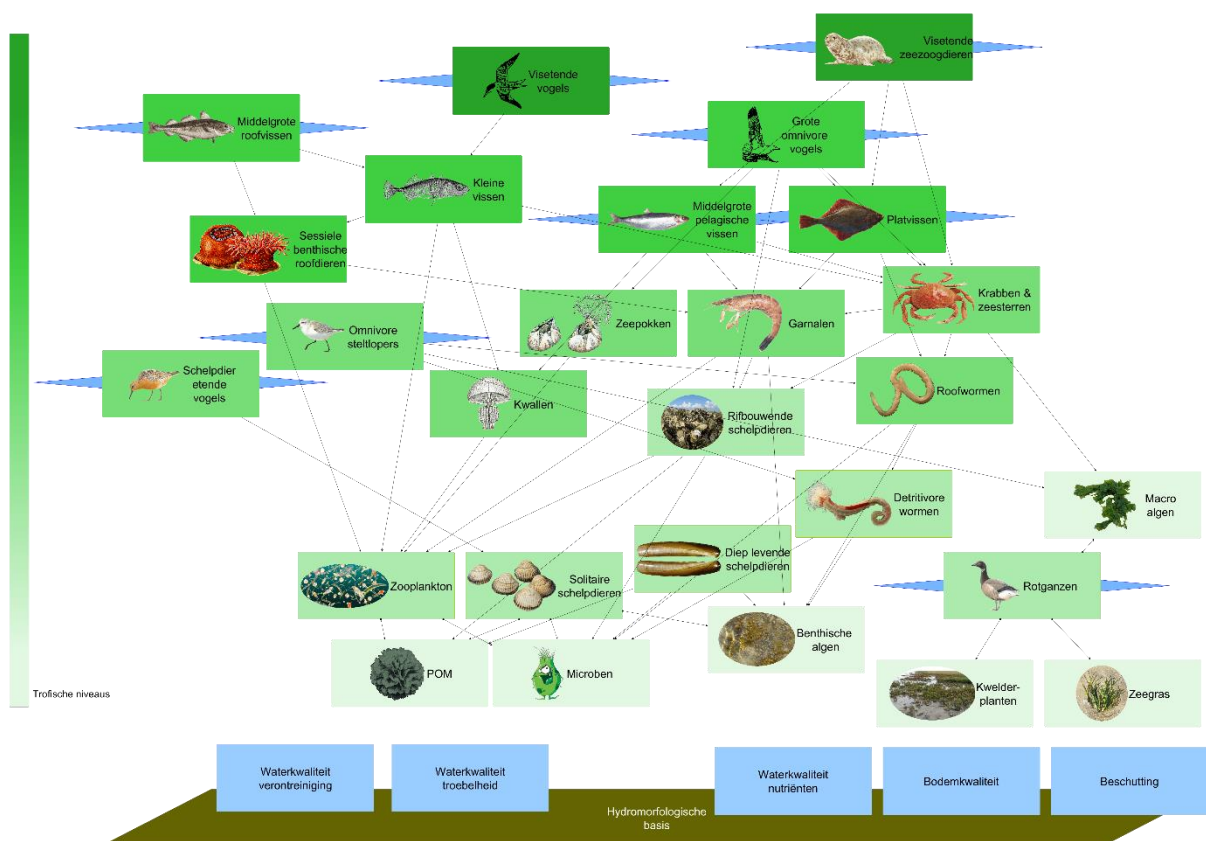 Visetende
zeezoogdieren
Visetende
vogels
Middelgrote
roofvissen
Grote
omnivore
vogels
Kleine
vissen
Middelgrote
pelagische
vissen
Platvissen
Sessiele
benthische
roofdieren
Krabben &
zeesterren
Zeepokken
Garnalen
Omnivore
steltlopers
Schelpdier
etende
vogels
Kwallen
Rifbouwende
schelpdieren
Roofwormen
Detritivore
wormen
Macro
algen
Diep levende
schelpdieren
Zooplankton
Solitaire
schelpdieren
Rotganzen
Benthische
algen
POM
Microben
Kwelder-
planten
Zeegras
Trofische niveaus
Waterkwaliteit
verontreiniging
Waterkwaliteit
troebelheid
Waterkwaliteit
nutriënten
Bodemkwaliteit
Beschutting
Hydromorfologische
basis